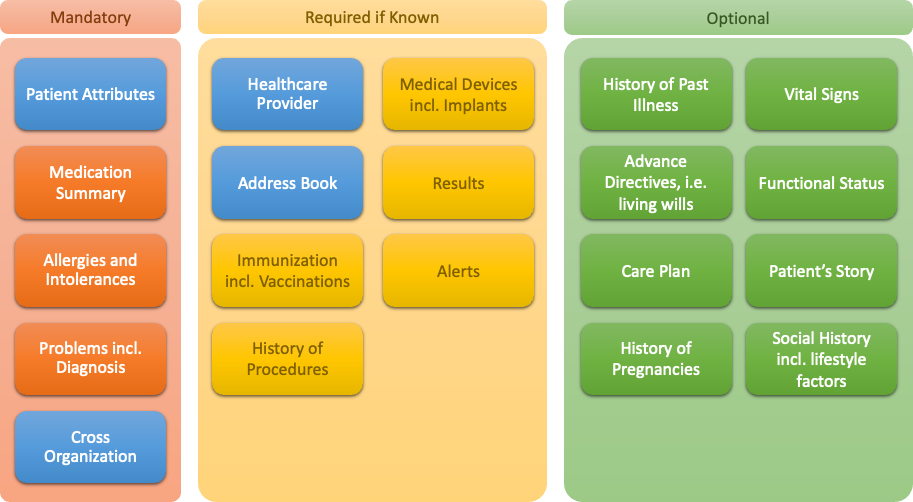 Mandatory
Patient Attributes
Medication
Summary
Allergies and
Intolerances
Problems incl.
Diagnosis
Cross
Organization
Required if Known
Healthcare
Provider
Medical Devices
incl. Implants
Address Book
Results
Immunization
incl. Vaccinations
Alerts
History of
Procedures
Optional
History of Past
Illness
Vital Signs
Advance
Directives, i.e.
living wills
Functional Status
Care Plan
Patient’s Story
History of
Pregnancies
Social History
incl. lifestyle
factors